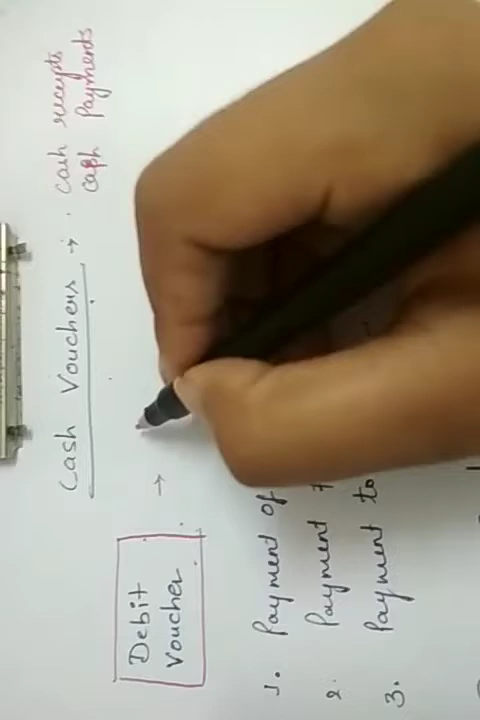 Cash Vouchers → . Cash receipts
Cash Payments
Debit
Voucher
→
1. Payment of
2. Payment
3. Payment to